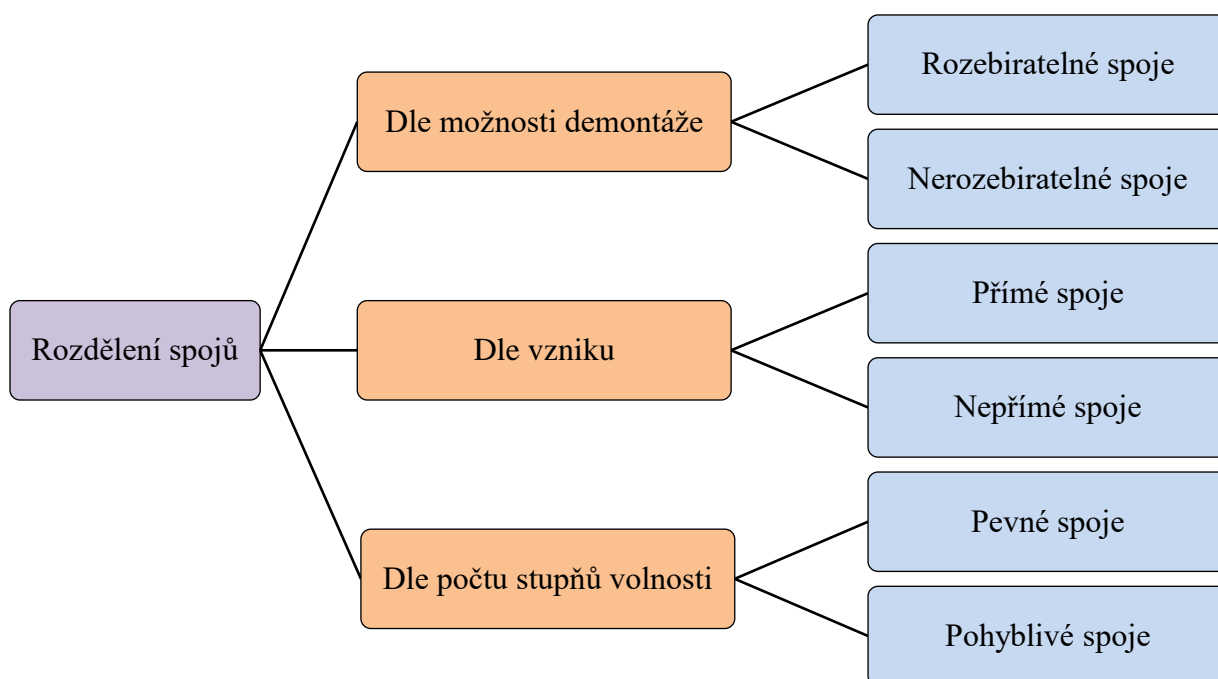 Rozdělení spojů
Dle možnosti demontáže
Rozebiratelné spoje
Nerozebiratelné spoje
Dle vzniku
Přímé spoje
Nepřímé spoje
Dle počtu stupňů volnosti
Pevné spoje
Pohyblivé spoje